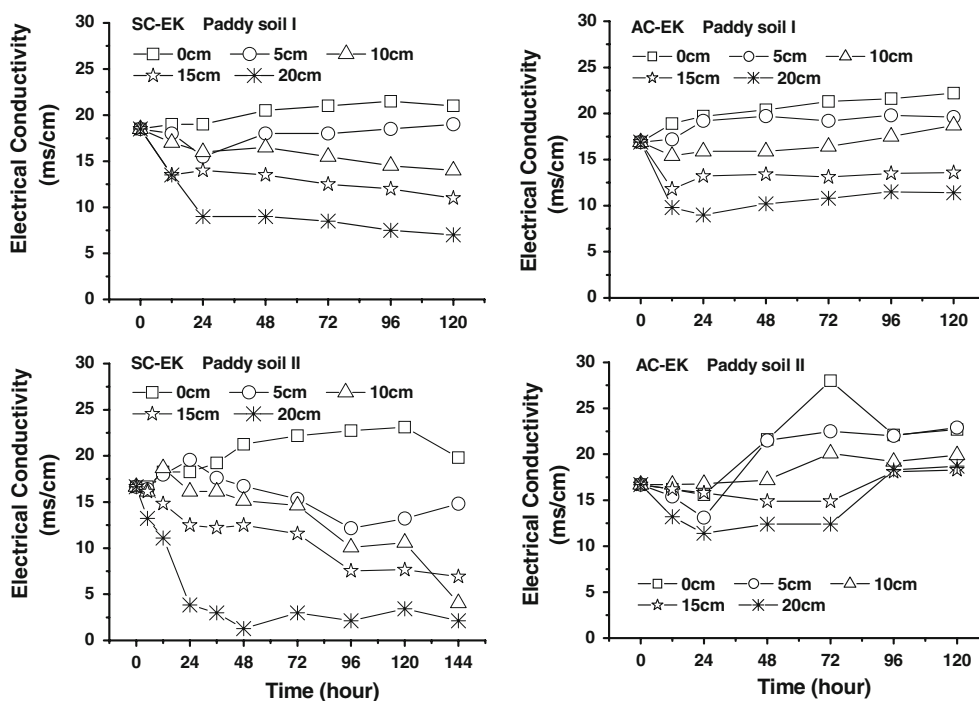 SC-EK Paddy soil I
0cm 5cm 10cm
15cm 20cm
Electrical Conductivity
(ms/cm)
30
25
20
15
10
5
0
0 24 48 72 96 120
AC-EK Paddy soil I
0cm 5cm 10cm
15cm 20cm
Electrical Conductivity
(ms/cm)
30
25
20
15
10
5
0
0 24 48 72 96 120
SC-EK Paddy soil II
0cm 5cm 10cm
15cm 20cm
Electrical Conductivity
(ms/cm)
30
25
20
15
10
5
0
0 24 48 72 96 120 144
Time (hour)
AC-EK Paddy soil II
0cm 5cm 10cm
15cm 20cm
Electrical Conductivity
(ms/cm)
30
25
20
15
10
5
0
0 24 48 72 96 120
Time (hour)